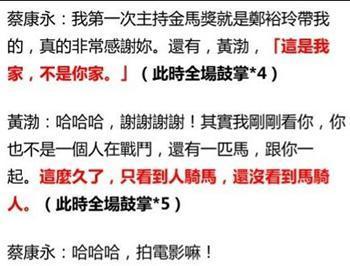 蔡康永：我第一次主持金馬獎就是鄭裕玲帶我
的，真的非常感謝妳。還有，黃渤，「這是我
家，不是你家。」（此時全場鼓掌*4）
黃渤：哈哈哈，謝謝謝謝！其實我剛剛看你，你
也不是一個人在戰鬥，還有一匹馬，跟你一
起。這麼久了，只看到人騎馬，還沒看到馬騎
人。（此時全場鼓掌*5）
蔡康永：哈哈哈，拍電影嘛！